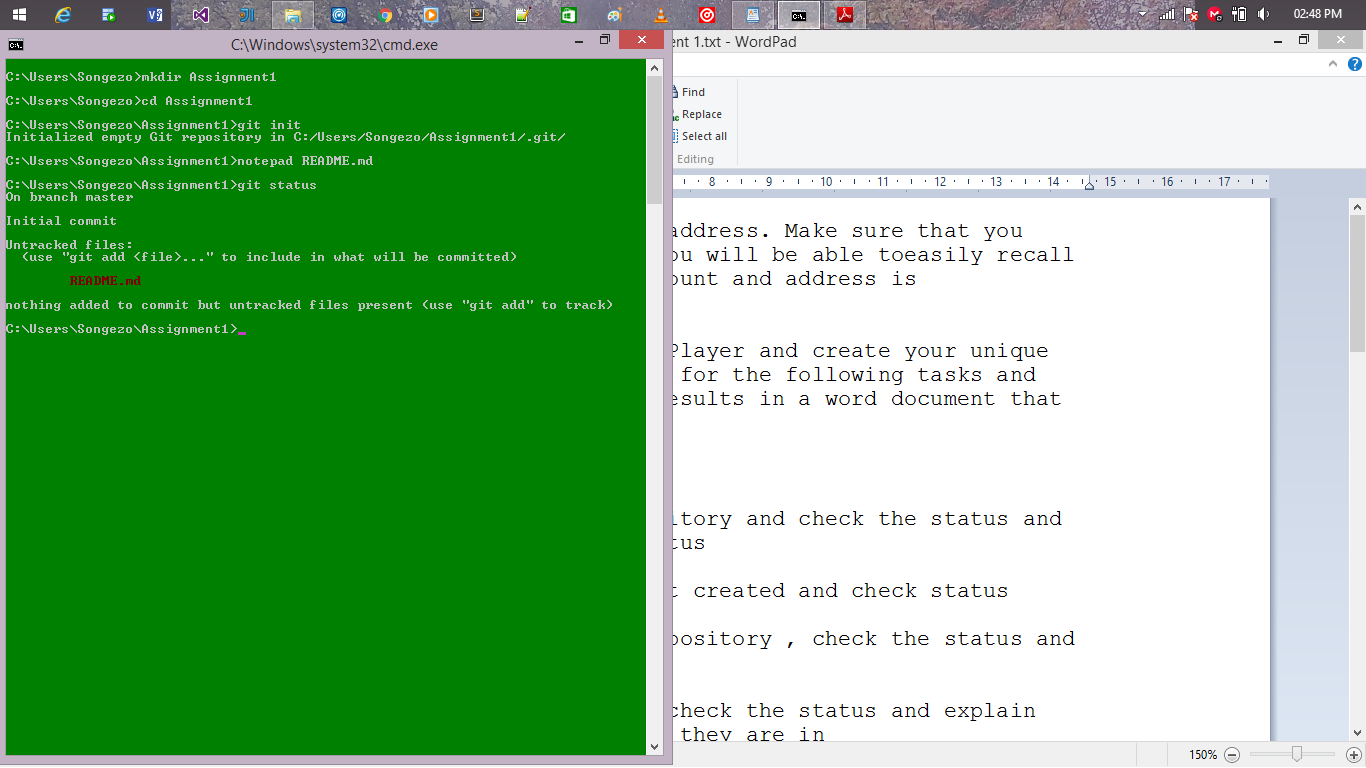 02:48 PM
C:\Windows\system32\cmd.exe
C:\Users\Songezo>mkdir Assignment1
C:\Users\Songezo>cd Assignment1
C:\Users\Songezo\Assignment1>git init
Initialized empty Git repository in C:/Users/Songezo/Assignment1/.git/
C:\Users\Songezo\Assignment1>notepad README.md
C:\Users\Songezo\Assignment1>git status
On branch master
Initial commit
Untracked files:
(use "git add <file>..." to include in what will be committed)
README.md
nothing added to commit but untracked files present (use "git add" to track)
C:\Users\Songezo\Assignment1>
ent 1.txt - WordPad
Find
Replace
Select all
Editing
8 9 10 11 12 13 14 15 16 17
address. Make sure that you
ou will be able toeasily recall
ount and address is
Player and create your unique
for the following tasks and
esults in a word document that
itory and check the status and
tus
t created and check status
pository , check the status and
check the status and explain
they are in
150%